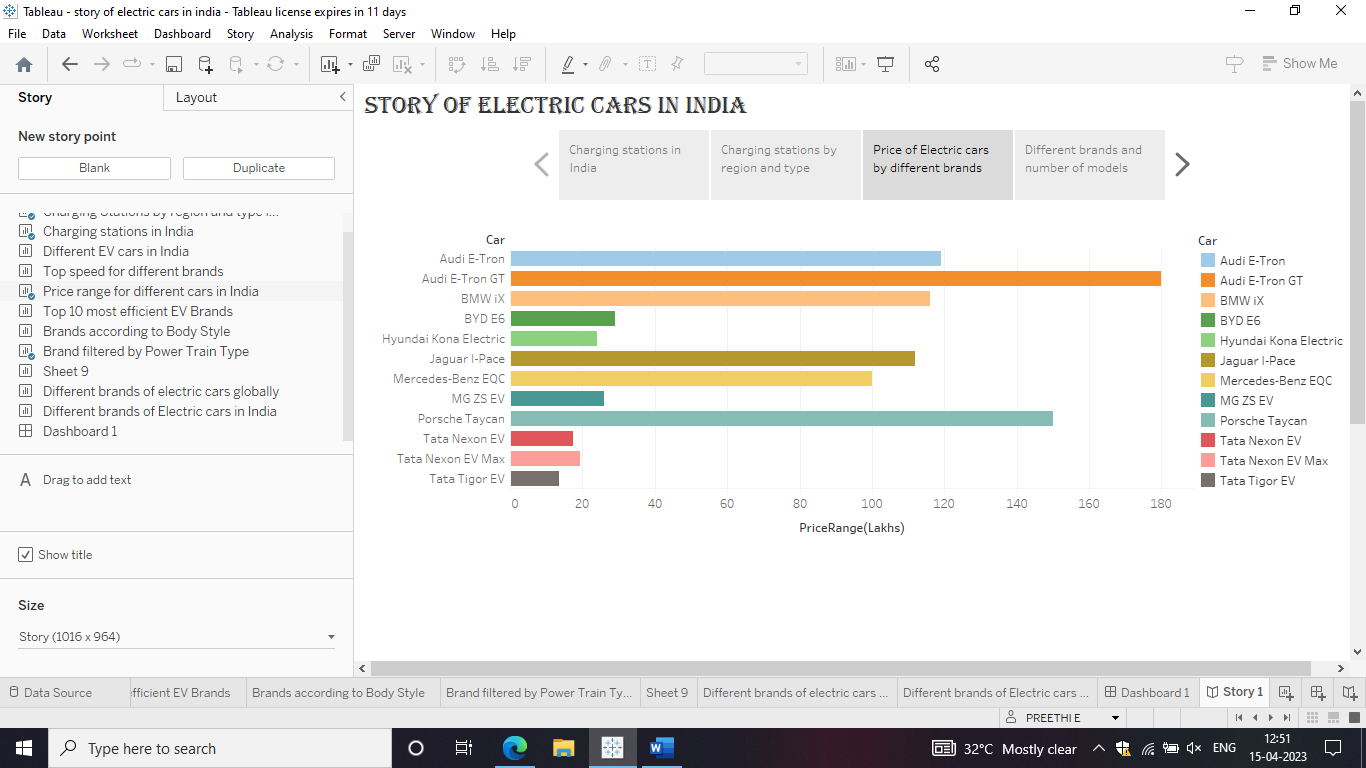 Tableau - story of electric cars in india - Tableau license expires in 11 days
File Data Worksheet Dashboard Story Analysis Format Server Window Help
Show Me
Story Layout
New story point
Blank Duplicate
Charging Stations by region and type i...
Charging stations in India
Different EV cars in India
Top speed for different brands
Price range for different cars in India
Top 10 most efficient EV Brands
Brands according to Body Style
Brand filtered by Power Train Type
Sheet 9
Different brands of electric cars globally
Different brands of Electric cars in India
Dashboard 1
A Drag to add text
Show title
Size
Story (1016 x 964)
STORY OF ELECTRIC CARS IN INDIA
Charging stations in
India
Charging stations by
region and type
Price of Electric cars
by different brands
Different brands and
number of models
Car
Audi E-Tron
Audi E-Tron GT
BMW iX
BYD E6
Hyundai Kona Electric
Jaguar I-Pace
Mercedes-Benz EQC
MG ZS EV
Porsche Taycan
Tata Nexon EV
Tata Nexon EV Max
Tata Tigor EV
0 20 40 60 80 100 120 140 160 180
PriceRange(Lakhs)
Car
Audi E-Tron
Audi E-Tron GT
BMW iX
BYD E6
Hyundai Kona Electric
Jaguar I-Pace
Mercedes-Benz EQC
MG ZS EV
Porsche Taycan
Tata Nexon EV
Tata Nexon EV Max
Tata Tigor EV
Data Source efficient EV Brands Brands according to Body Style Brand filtered by Power Train Ty... Sheet 9 Different brands of electric cars ... Different brands of Electric cars ... Dashboard 1 Story 1
PREETHI E
Type here to search
32°C Mostly clear
ENG
12:51
15-04-2023